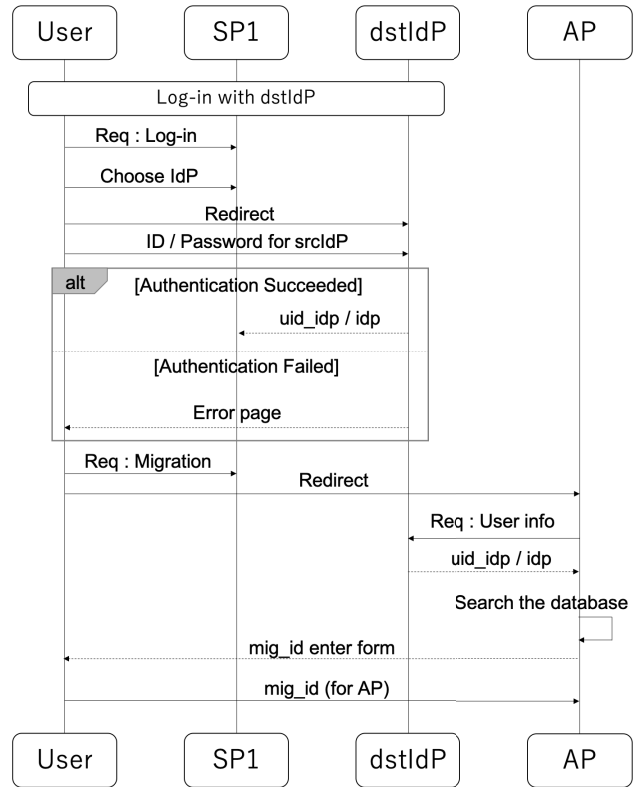 User SP1 dstIdP AP
Log-in with dstIdP
Req : Log-in
Choose IdP
Redirect
ID / Password for srcIdP
alt [Authentication Succeeded]
uid_idp / idp
[Authentication Failed]
Error page
Req : Migration
Redirect
Req : User info
uid_idp / idp
Search the database
mig_id enter form
mig_id (for AP)
User SP1 dstIdP AP